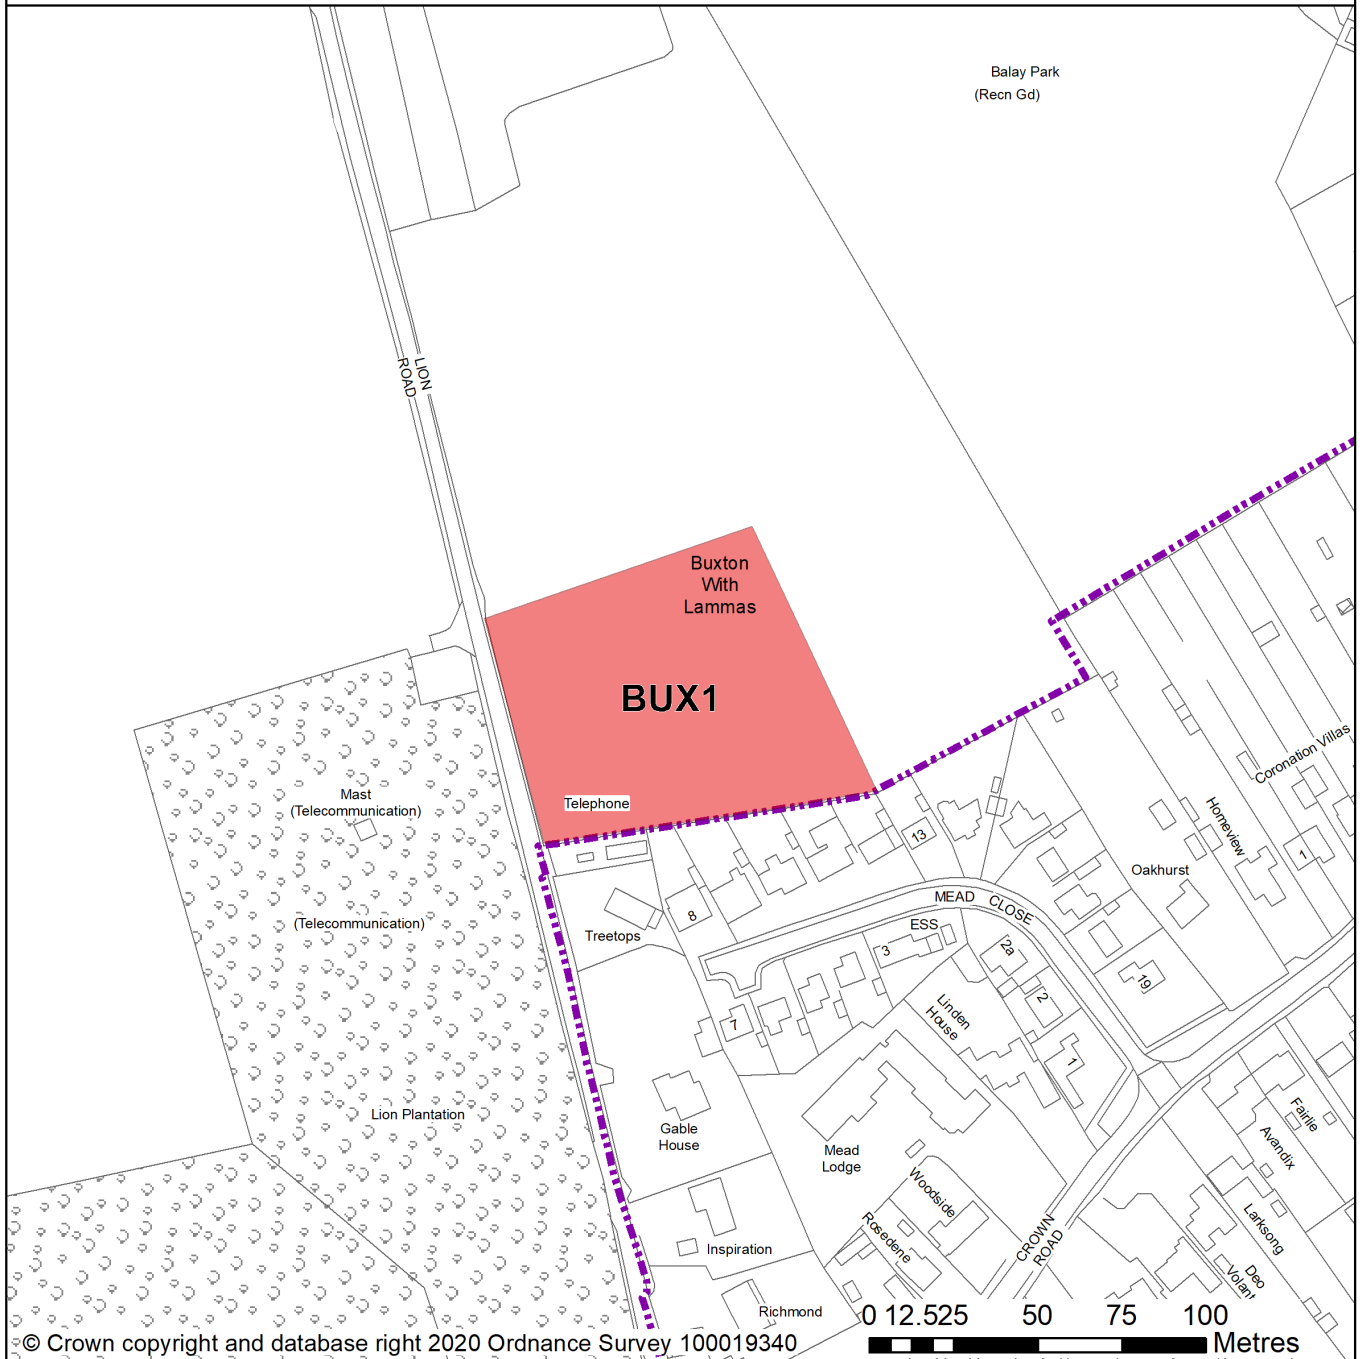 Balay Park
(Recn Gd)
LION
ROAD
Buxton
With
Lammas
BUX1
Telephone
Mast
(Telecommunication)
(Telecommunication)
Lion Plantation
Treetops
8
13
MEAD CLOSE
ESS
3
2a
2
1
7
19
Oakhurst
Homeview
Coronation Villas
1
Linden
House
Gable
House
Mead
Lodge
Woodside
Rosedene
CROWN
ROAD
Fairlie
Avandix
Larksong
Deo
Volant
Inspiration
Richmond
0 12.525 50 75 100
Metres
© Crown copyright and database right 2020 Ordnance Survey 100019340